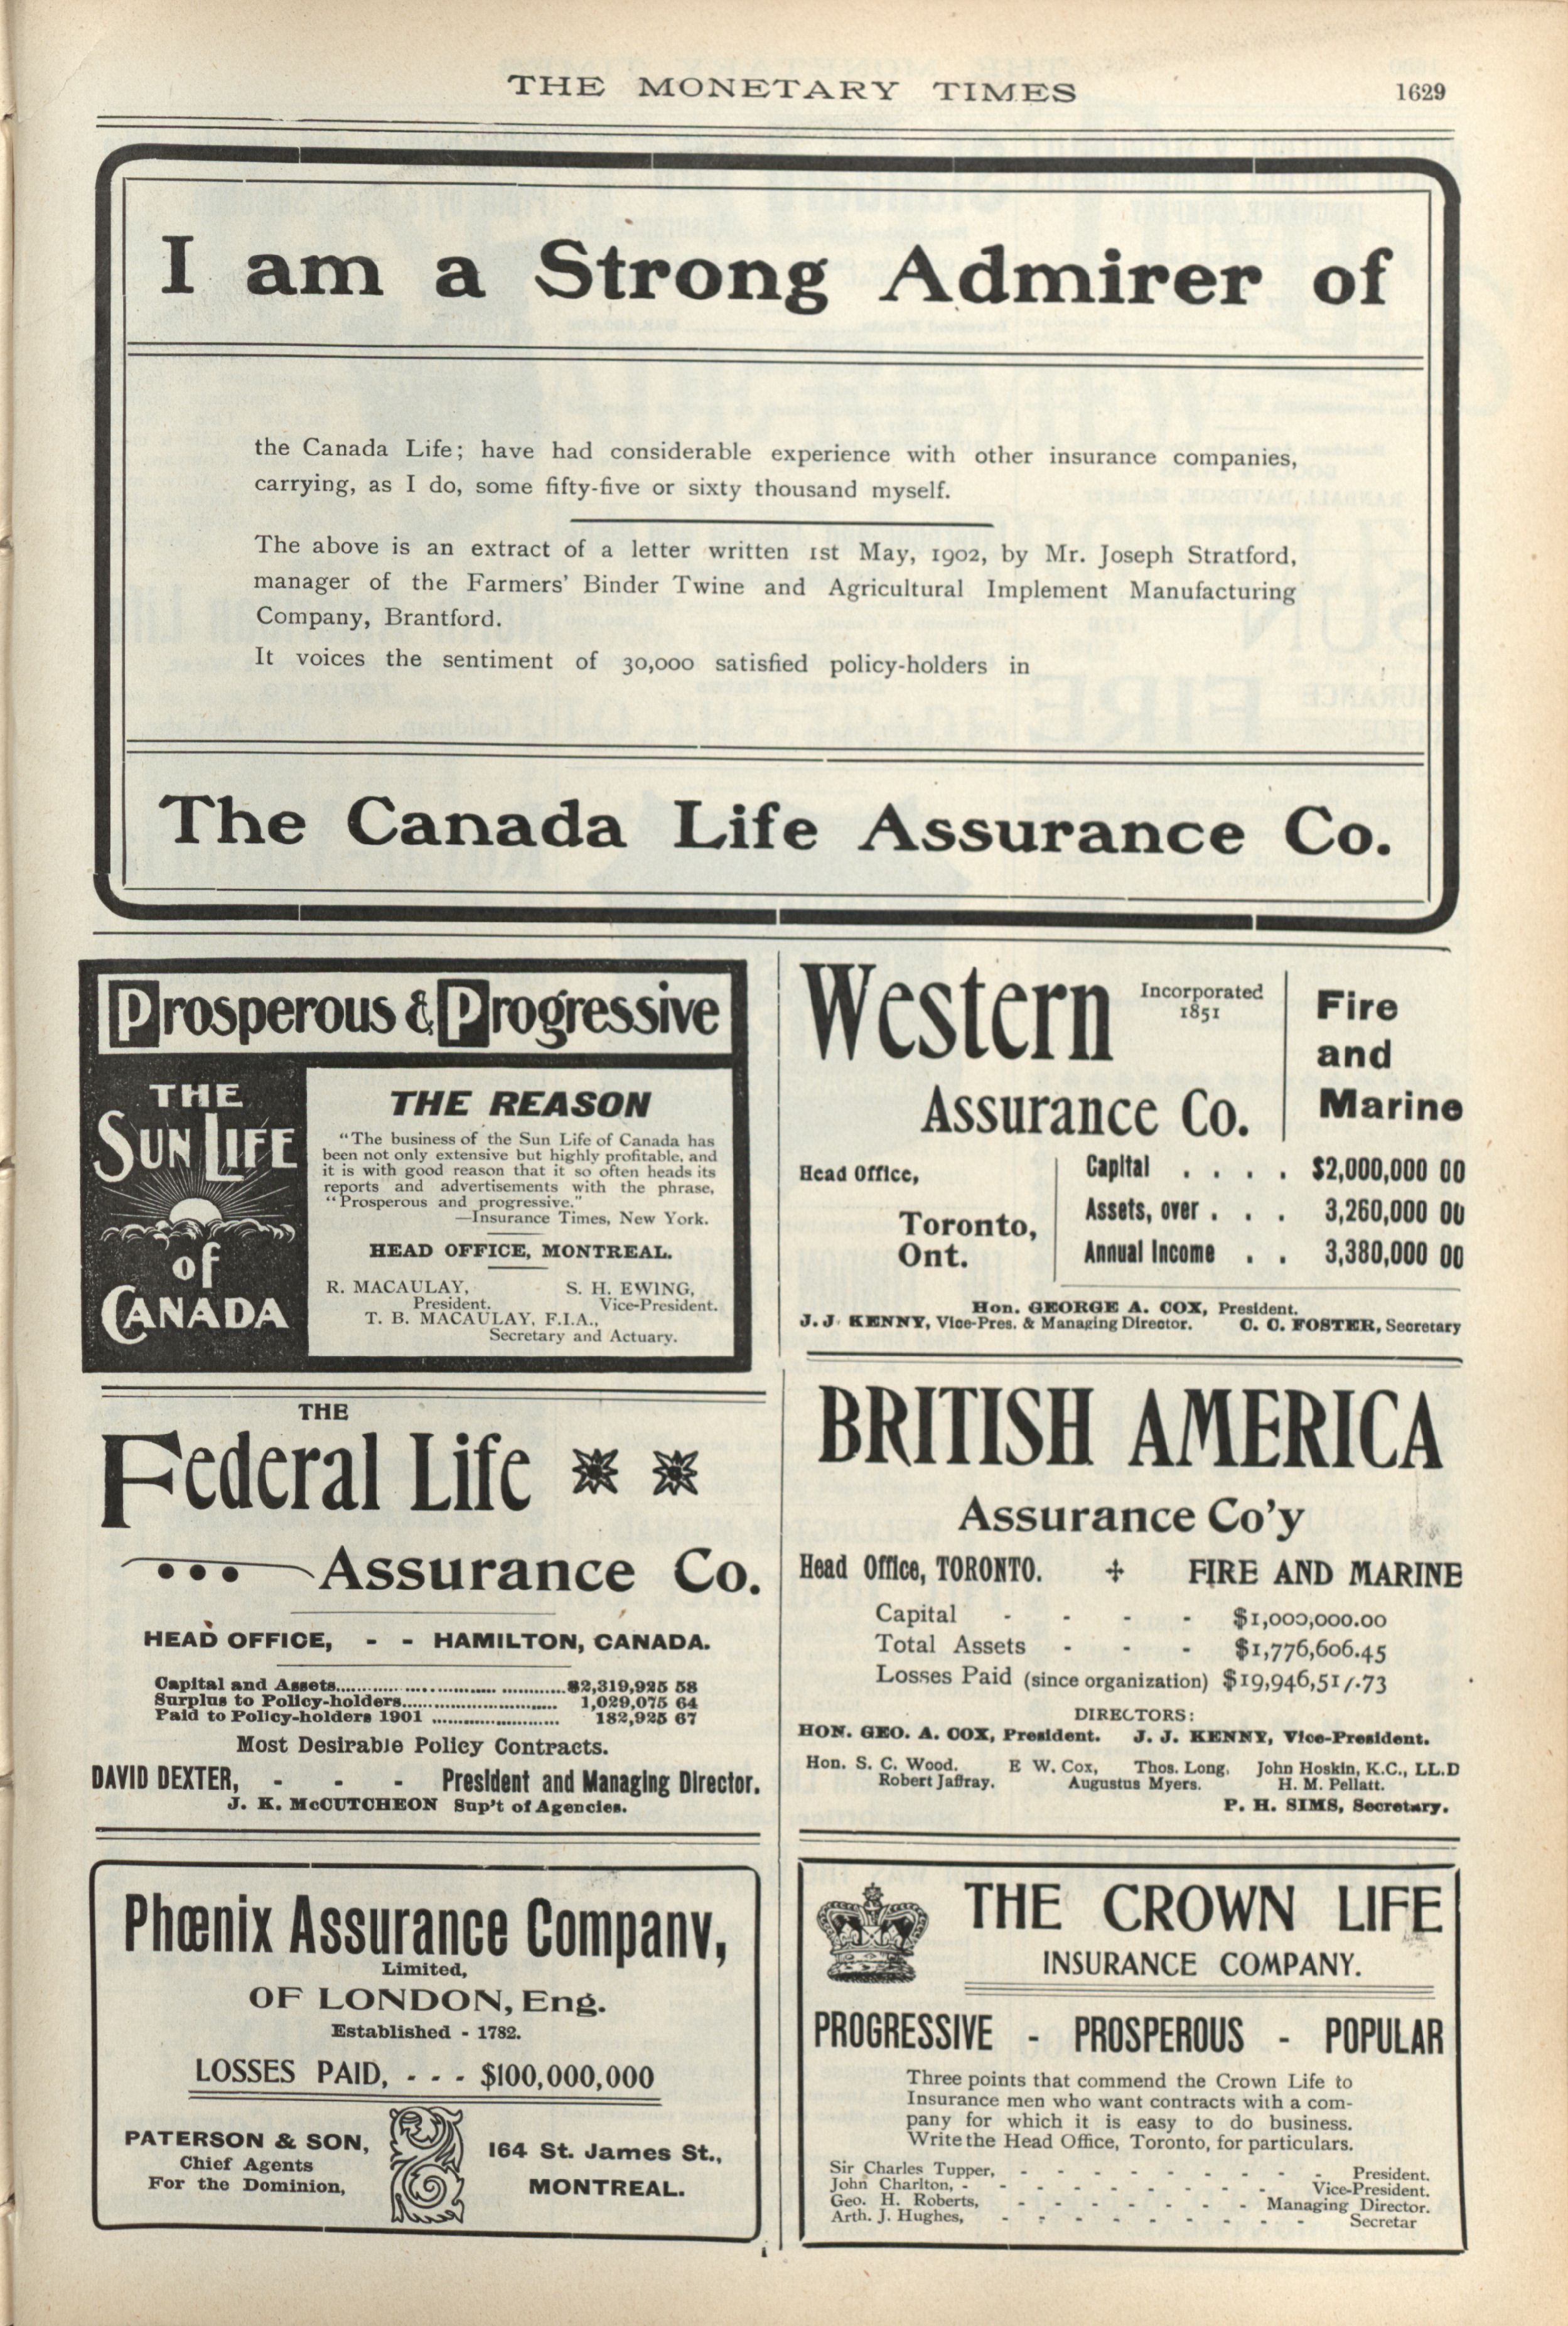 THE MONETARY TIMES 1629
I am a Strong Admirer of
the Canada Life; have had considerable experience with other insurance companies,
carrying, as I do, some fifty-five or sixty thousand myself.
The above is an extract of a letter written 1st May, 1902, by Mr. Joseph Stratford,
manager of the Farmers' Binder Twine and Agricultural Implement Manufacturing
Company, Brantford.
It voices the sentiment of 30,000 satisfied policy-holders in
The Canada Life Assurance Co.
Prosperous & Progressive
THE
SUN LIFE
of
CANADA
THE REASON
"The business of the Sun Life of Canada has
been not only extensive but highly profitable, and
it is with good reason that it so often heads its
reports and advertisements with the phrase,
"Prosperous and progressive."
—Insurance Times, New York.
HEAD OFFICE, MONTREAL.
R. MACAULAY, S. H. EWING,
President. Vice-President.
T. B. MACAULAY, F.I.A.,
Secretary and Actuary.
Western Incorporated
1851
Assurance Co.
Fire
and
Marine
Head Office,
Toronto,
Ont.
Capital . . . . $2,000,000 00
Assets, over . . . 3,260,000 00
Annual Income . . 3,380,000 00
Hon. GEORGE A. COX, President.
J. J. KENNY, Vice-Pres. & Managing Director. C. C. FOSTER, Secretary
THE
Federal Life
Assurance Co.
HEAD OFFICE, - - HAMILTON, CANADA.
Capital and Assets................................$2,319,925 58
Surplus to Policy-holders................................ 1,029,075 64
Paid to Policy-holders 1901 .......................... 182,925 67
Most Desirable Policy Contracts.
DAVID DEXTER, - - - President and Managing Director.
J. K. McCUTCHEON Sup't of Agencies.
BRITISH AMERICA
Assurance Co'y
Head Office, TORONTO. ✢ FIRE AND MARINE
Capital - - - - $1,000,000.00
Total Assets - - - $1,776,606.45
Losses Paid (since organization) $19,946,517.73
DIRECTORS:
HON. GEO. A. COX, President. J. J. KENNY, Vice-President.
Hon. S. C. Wood. E W. Cox, Thos. Long, John Hoskin, K.C., LL.D
Robert Jaffray. Augustus Myers. H. M. Pellatt.
P. H. SIMS, Secretary.
Phœnix Assurance Company,
Limited,
OF LONDON, Eng.
Established - 1782.
LOSSES PAID, - - - $100,000,000
PATERSON & SON,
Chief Agents
For the Dominion,
164 St. James St.,
MONTREAL.
THE CROWN LIFE
INSURANCE COMPANY.
PROGRESSIVE - PROSPEROUS - POPULAR
Three points that commend the Crown Life to
Insurance men who want contracts with a com-
pany for which it is easy to do business.
Write the Head Office, Toronto, for particulars.
Sir Charles Tupper, - - - - - - - - - President.
John Charlton, - - - - - - - - - Vice-President.
Geo. H. Roberts, - - - - - - - Managing Director.
Arth. J. Hughes, - - - - - - - - - Secretar